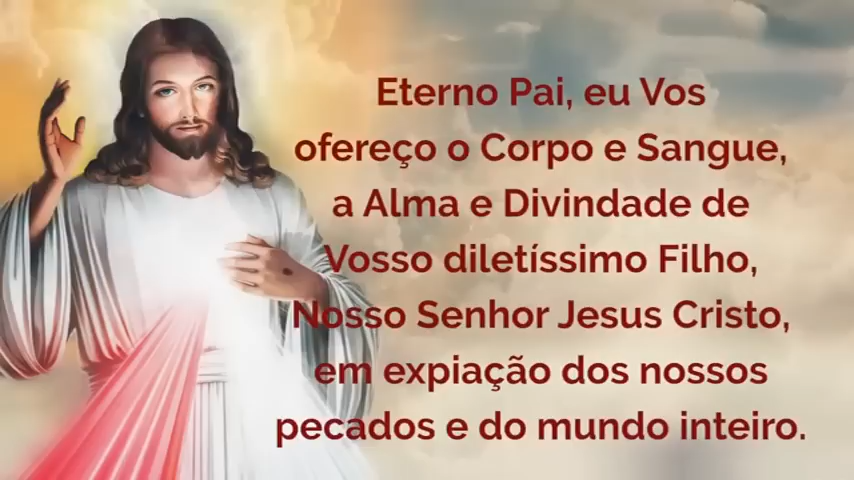 Eterno Pai, eu Vos
ofereço o Corpo e Sangue,
a Alma e Divindade de
Vosso diletíssimo Filho,
Nosso Senhor Jesus Cristo,
em expiação dos nossos
pecados e do mundo inteiro.